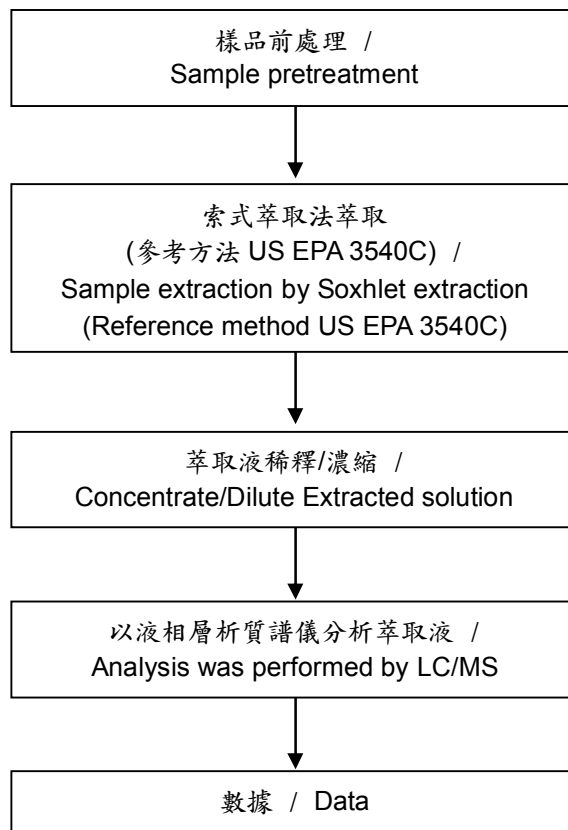 樣品前處理 /
Sample pretreatment
索式萃取法萃取
(參考方法 US EPA 3540C) /
Sample extraction by Soxhlet extraction
(Reference method US EPA 3540C)
萃取液稀釋/濃縮 /
Concentrate/Dilute Extracted solution
以液相層析質譜儀分析萃取液 /
Analysis was performed by LC/MS
數據 / Data